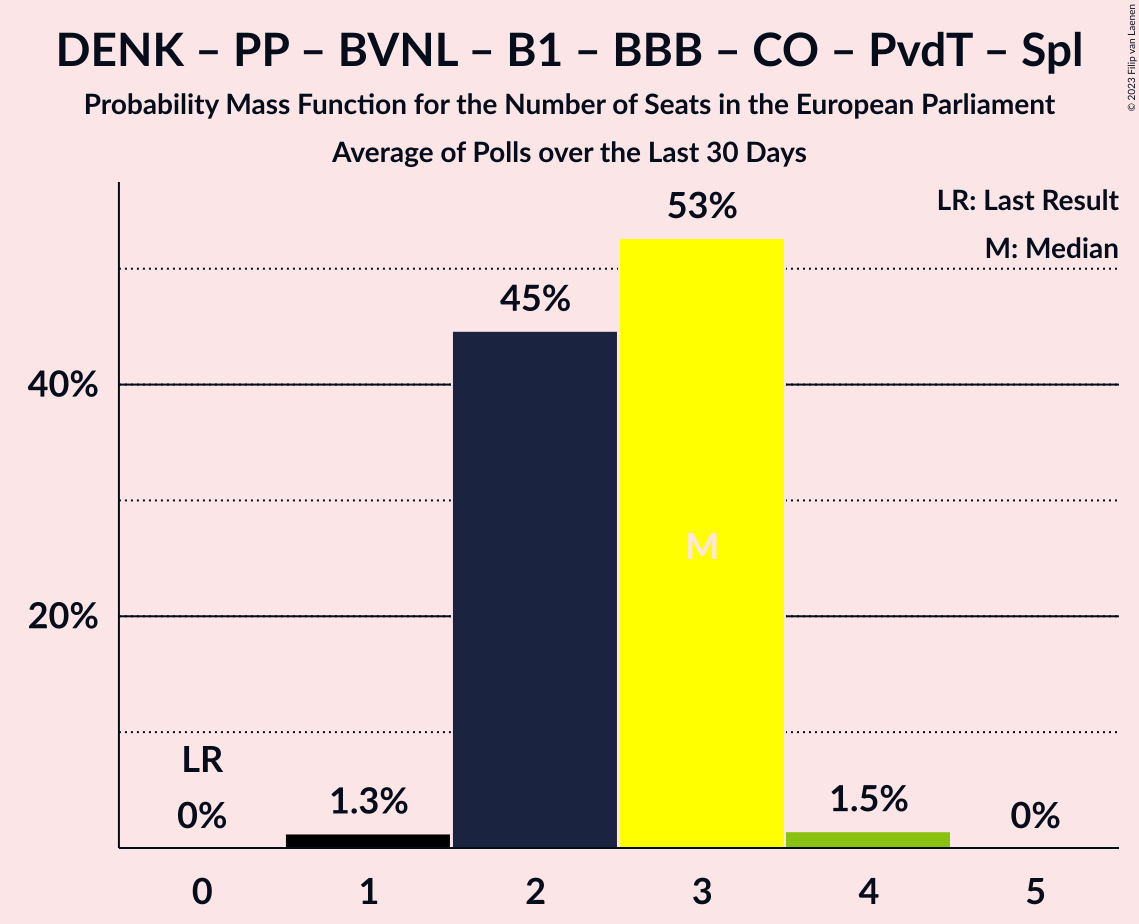 DENK – PP – BVNL – B1 – BBB – CO – PvdT – Spl
Probability Mass Function for the Number of Seats in the European Parliament
Average of Polls over the Last 30 Days
© 2023 Filip van Laenen
LR: Last Result
M: Median
53%
45%
40%
M
20%
LR
0%
1.3%
1.5%
0%
0
1
2
3
4
5